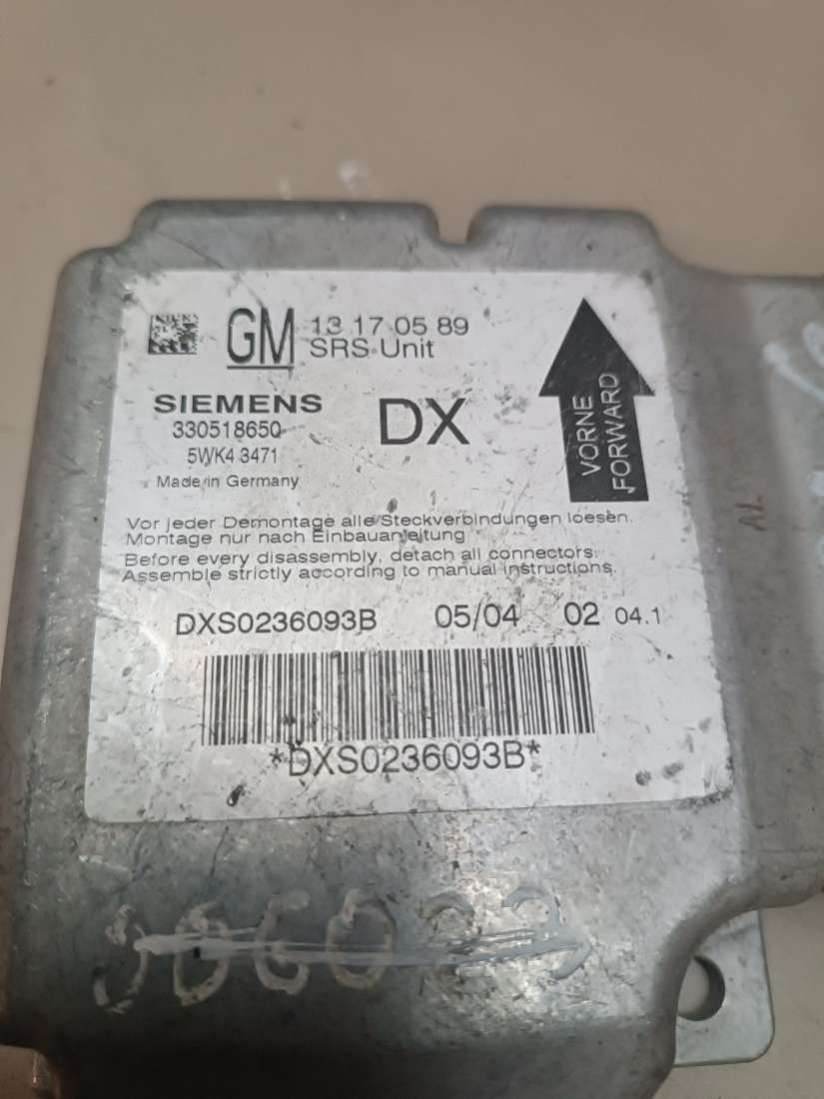 GM 13 17 05 89
SRS Unit
SIEMENS
330518650
5WK4 3471
Made in Germany
DX
VORNE
FORWARD
Vor jeder Demontage alle Steckverbindungen loesen.
Montage nur nach Einbauanleitung
Before every disassembly, detach all connectors.
Assemble strictly according to manual instructions.
DXS0236093B 05/04 02 04.1
*DXS0236093B*